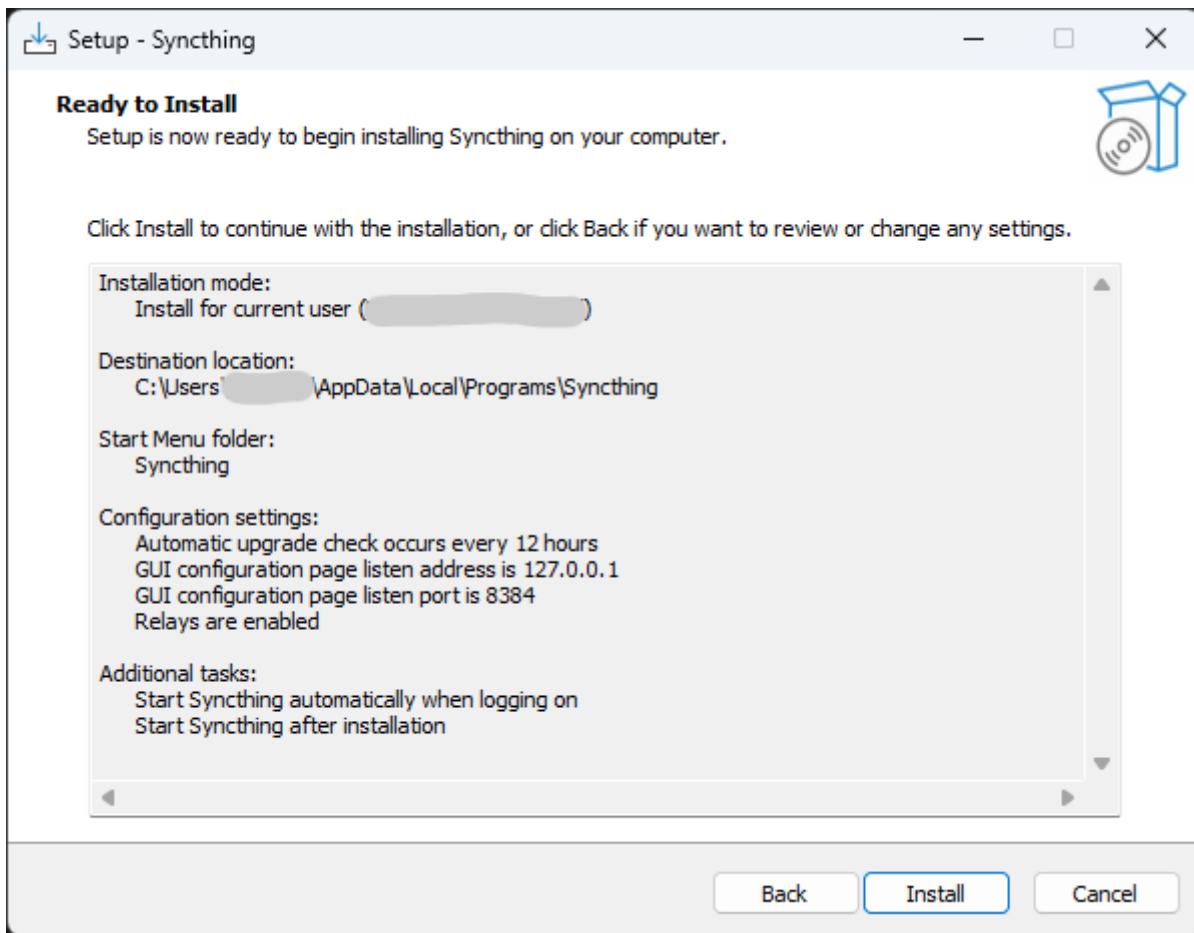 Setup - Syncthing
Ready to Install
Setup is now ready to begin installing Syncthing on your computer.
Click Install to continue with the installation, or click Back if you want to review or change any settings.
Installation mode:
Install for current user ( )
Destination location:
C:\Users \AppData\Local\Programs\Syncthing
Start Menu folder:
Syncthing
Configuration settings:
Automatic upgrade check occurs every 12 hours
GUI configuration page listen address is 127.0.0.1
GUI configuration page listen port is 8384
Relays are enabled
Additional tasks:
Start Syncthing automatically when logging on
Start Syncthing after installation
Back Install Cancel